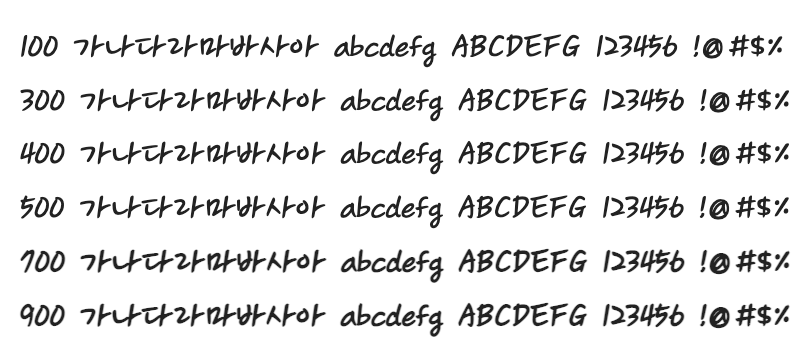 100 가나다라마바사아 abcdefg ABCDEFG 123456 !@#$%
300 가나다라마바사아 abcdefg ABCDEFG 123456 !@#$%
400 가나다라마바사아 abcdefg ABCDEFG 123456 !@#$%
500 가나다라마바사아 abcdefg ABCDEFG 123456 !@#$%
700 가나다라마바사아 abcdefg ABCDEFG 123456 !@#$%
900 가나다라마바사아 abcdefg ABCDEFG 123456 !@#$%